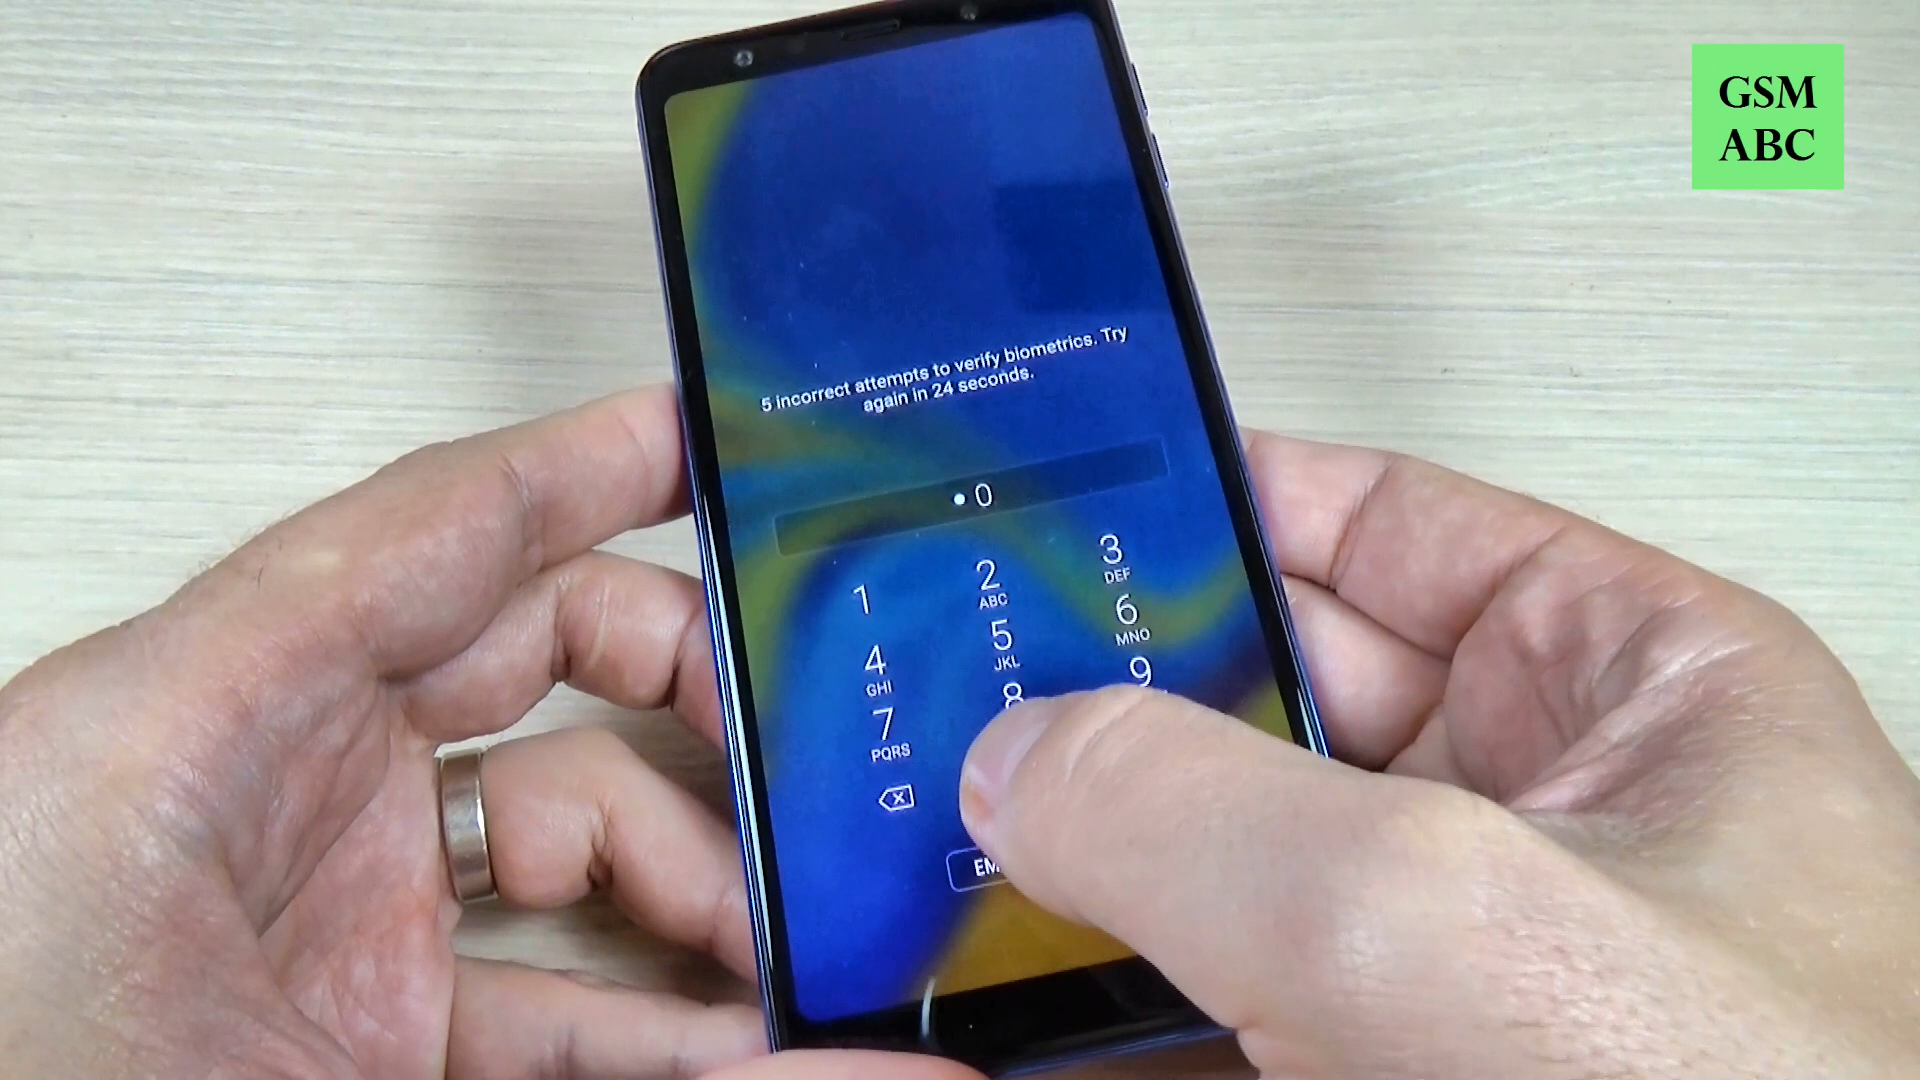 GSM
ABC
5 incorrect attempts to verify biometrics. Try
again in 24 seconds.
0
1 2 3
ABC DEF
4 5 6
GHI JKL MNO
7 8 9
PQRS